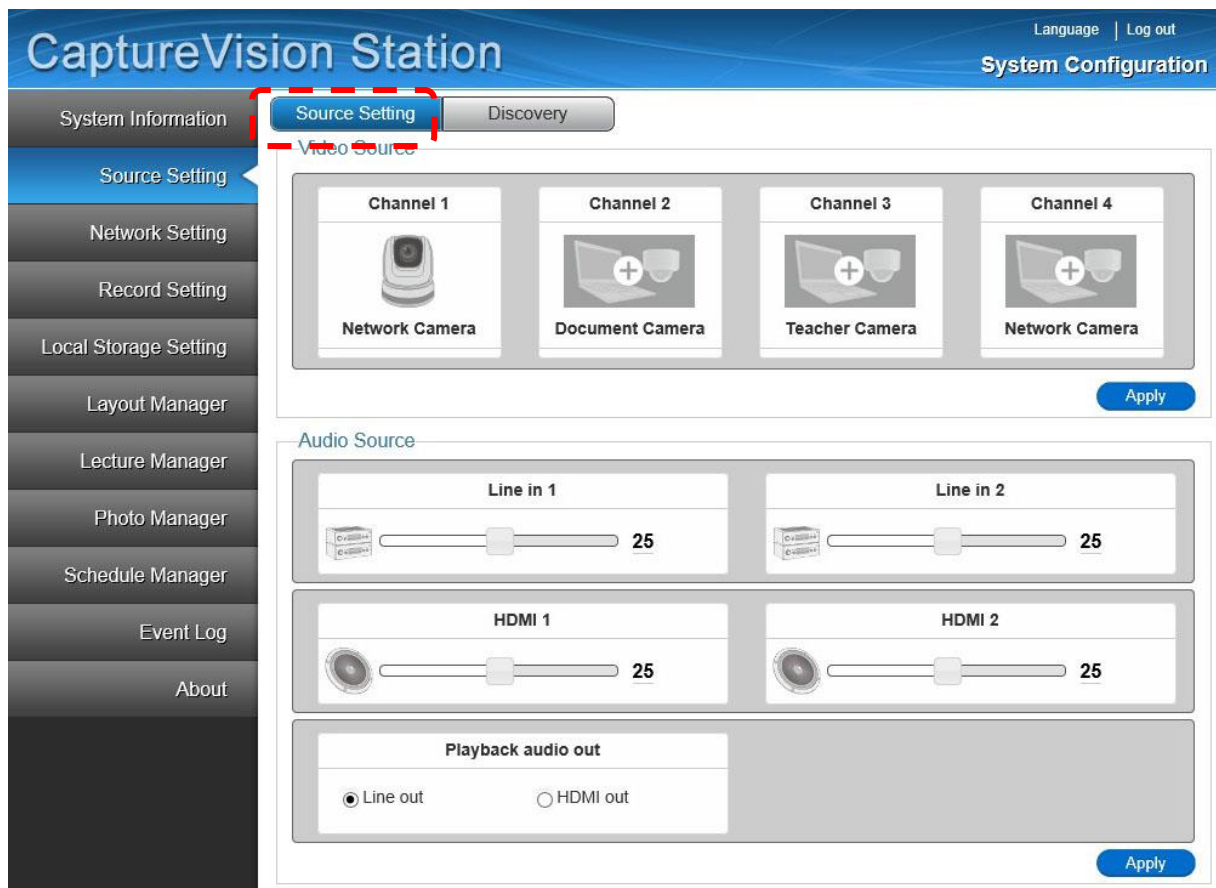 CaptureVision Station
Language | Log out
System Configuration
System Information
Source Setting
Network Setting
Record Setting
Local Storage Setting
Layout Manager
Lecture Manager
Photo Manager
Schedule Manager
Event Log
About
Source Setting Discovery
Video Source
Channel 1 Channel 2 Channel 3 Channel 4
Network Camera Document Camera Teacher Camera Network Camera
Apply
Audio Source
Line in 1 Line in 2
25 25
HDMI 1 HDMI 2
25 25
Playback audio out
Line out HDMI out
Apply